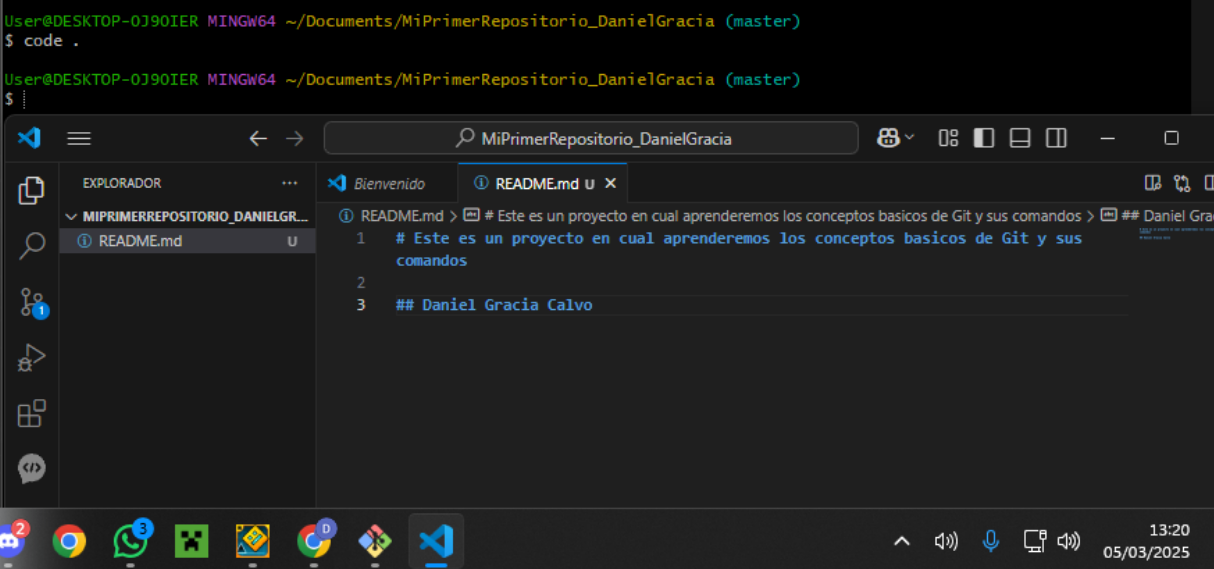 User@DESKTOP-OJ9OIER MINGW64 ~/Documents/MiPrimerRepositorio_DanielGracia (master)
$ code .
User@DESKTOP-OJ9OIER MINGW64 ~/Documents/MiPrimerRepositorio_DanielGracia (master)
$
MiPrimerRepositorio_DanielGracia
EXPLORADOR ...
Bienvenido
README.md U
MIPRIMERREPOSITORIO_DANIELGR...
README.md U
README.md > # Este es un proyecto en cual aprenderemos los conceptos basicos de Git y sus comandos > ## Daniel Grac
1 # Este es un proyecto en cual aprenderemos los conceptos basicos de Git y sus
comandos
2
3 ## Daniel Gracia Calvo
1
2
3
D
13:20
05/03/2025